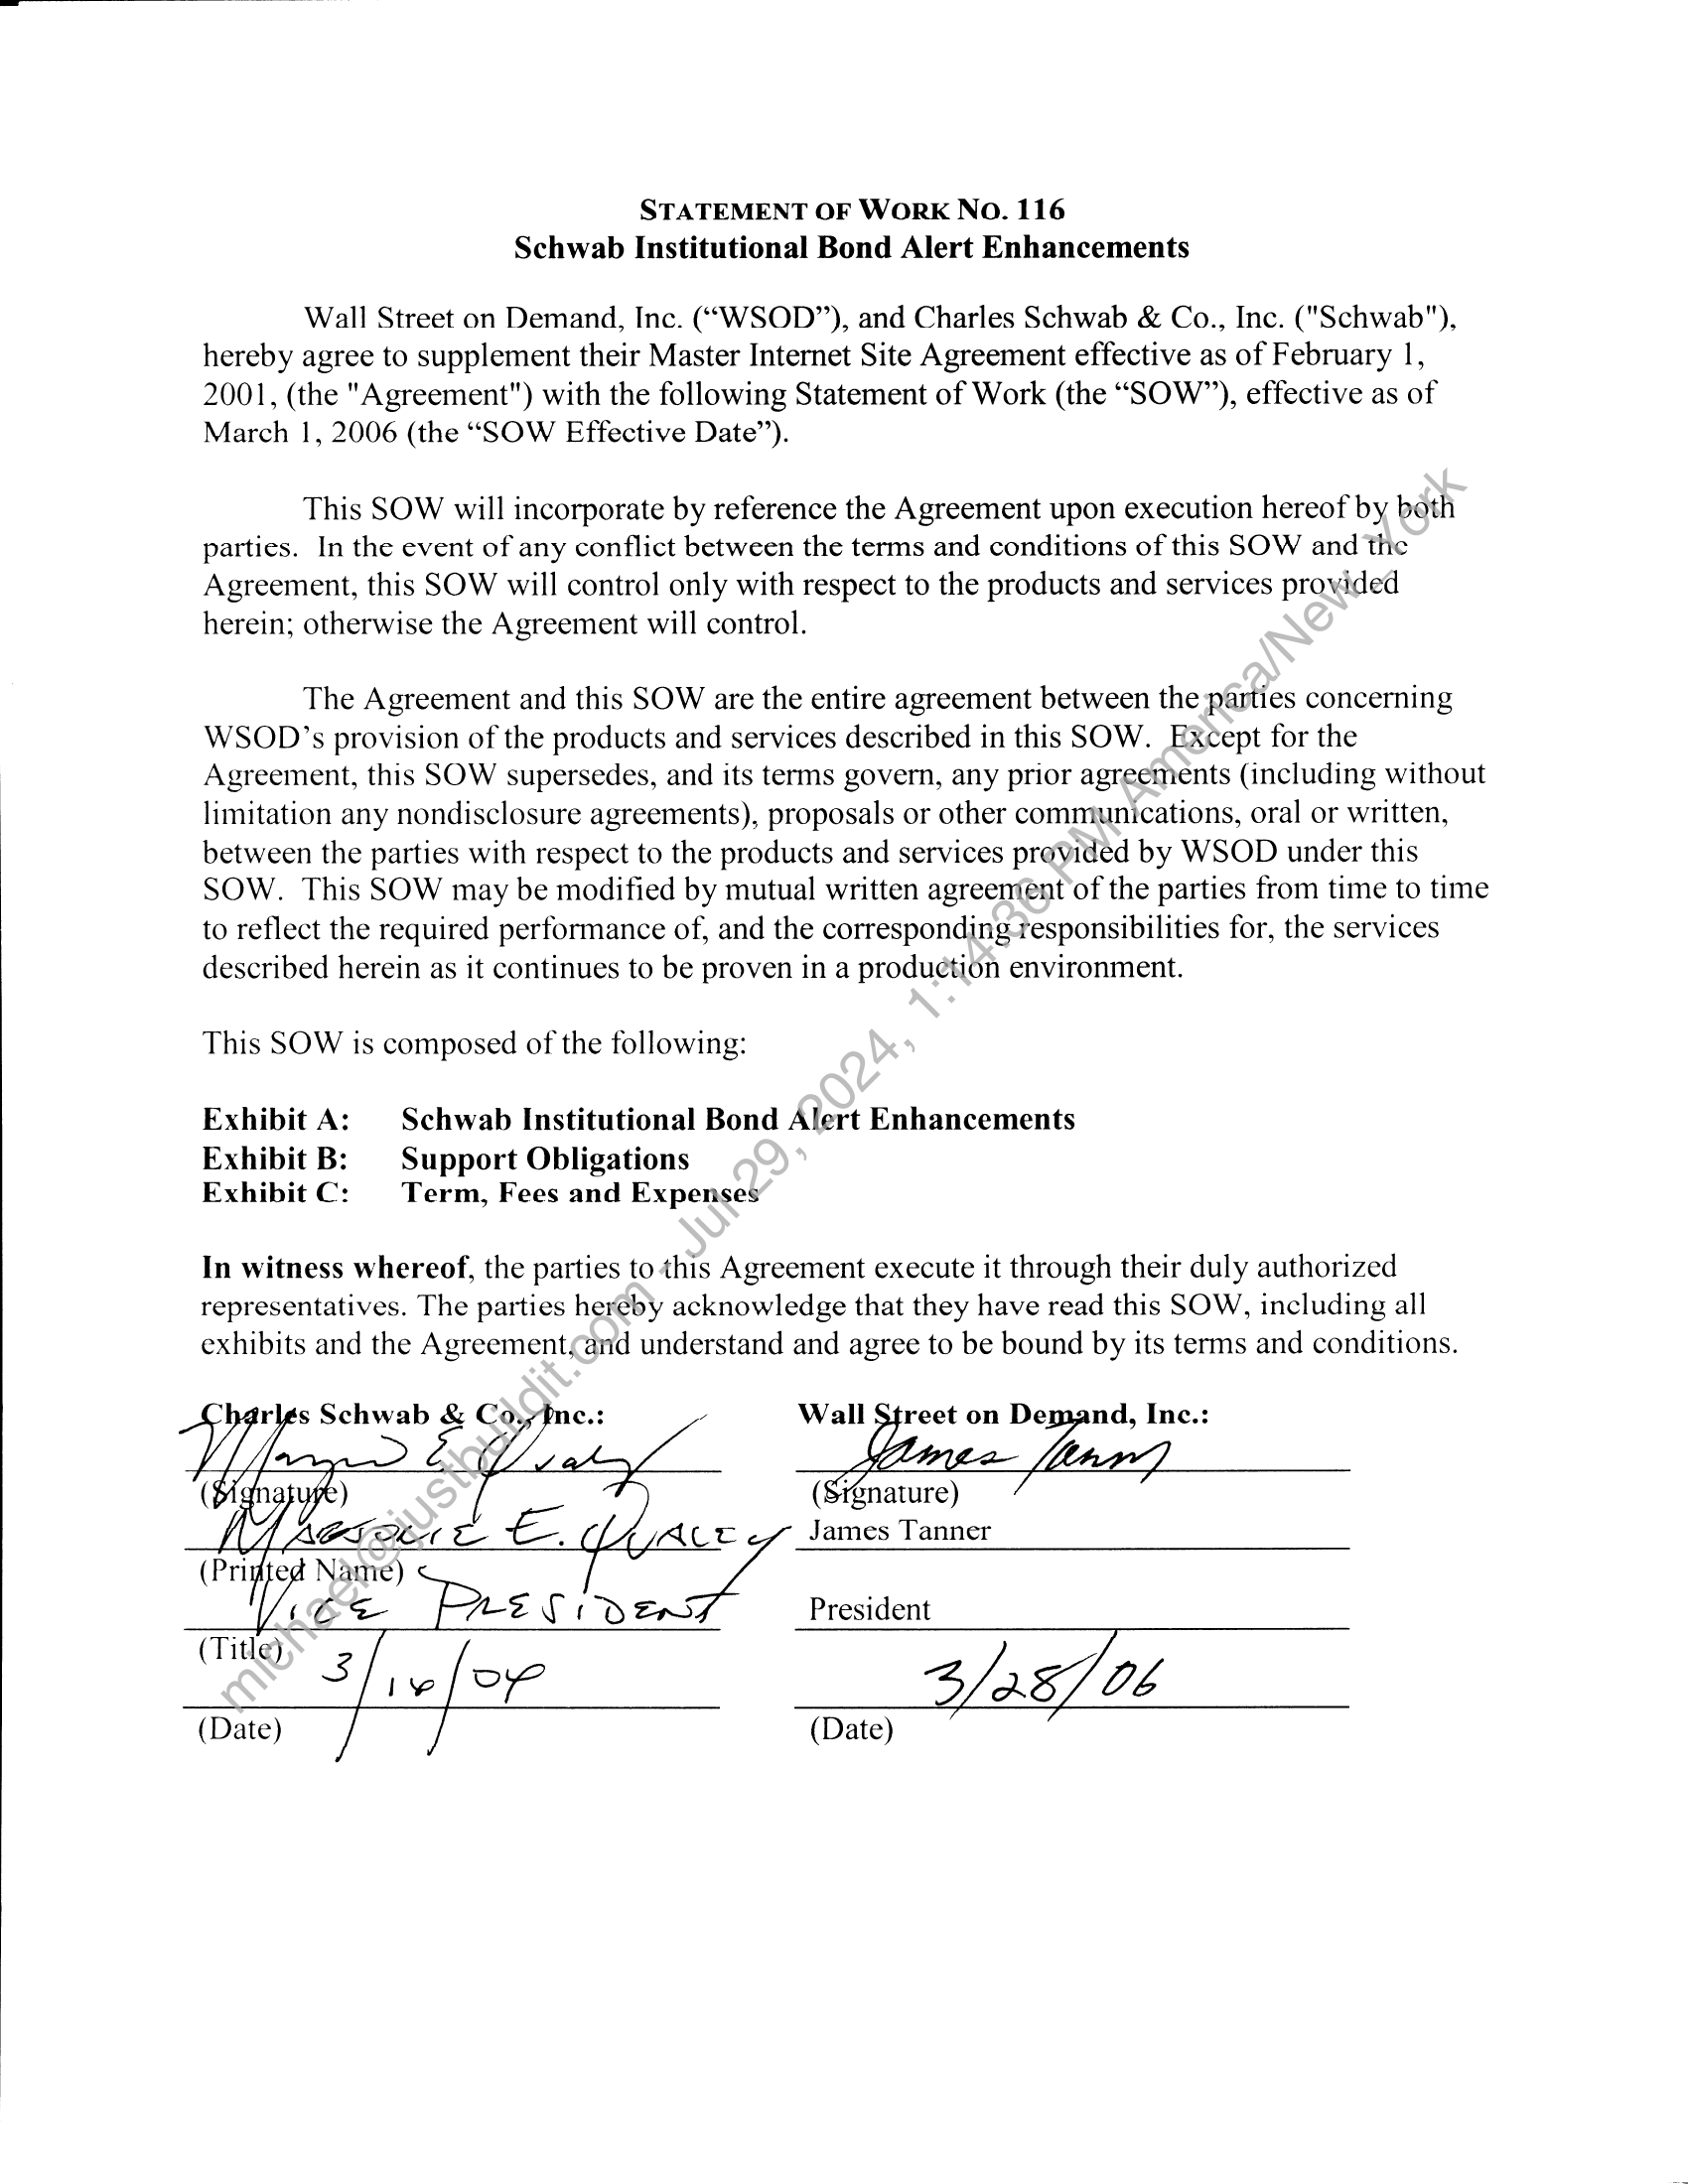 STATEMENT OF WORK NO. 116
Schwab Institutional Bond Alert Enhancements
Wall Street on Demand, Inc. (“WSOD”), and Charles Schwab & Co., Inc. ("Schwab"),
hereby agree to supplement their Master Internet Site Agreement effective as of February 1,
2001, (the "Agreement") with the following Statement of Work (the “SOW”), effective as of
March 1, 2006 (the “SOW Effective Date”).
This SOW will incorporate by reference the Agreement upon execution hereof by both
parties. In the event of any conflict between the terms and conditions of this SOW and the
Agreement, this SOW will control only with respect to the products and services provided
herein; otherwise the Agreement will control.
The Agreement and this SOW are the entire agreement between the parties concerning
WSOD’s provision of the products and services described in this SOW. Except for the
Agreement, this SOW supersedes, and its terms govern, any prior agreements (including without
limitation any nondisclosure agreements), proposals or other communications, oral or written,
between the parties with respect to the products and services provided by WSOD under this
SOW. This SOW may be modified by mutual written agreement of the parties from time to time
to reflect the required performance of, and the corresponding responsibilities for, the services
described herein as it continues to be proven in a production environment.
This SOW is composed of the following:
Exhibit A: Schwab Institutional Bond Alert Enhancements
Exhibit B: Support Obligations
Exhibit C: Term, Fees and Expenses
In witness whereof, the parties to this Agreement execute it through their duly authorized
representatives. The parties hereby acknowledge that they have read this SOW, including all
exhibits and the Agreement, and understand and agree to be bound by its terms and conditions.
Charles Schwab & Co., Inc.: Wall Street on Demand, Inc.:
James Tanner
(Signature) (Signature)
MARJORIE E. QUALEY James Tanner
(Printed Name)
VICE PRESIDENT President
(Title)
3/28/06
(Date) (Date)
michael@justbuildit.com - Jul 29, 2024, 1:14:36 PM America/New_York